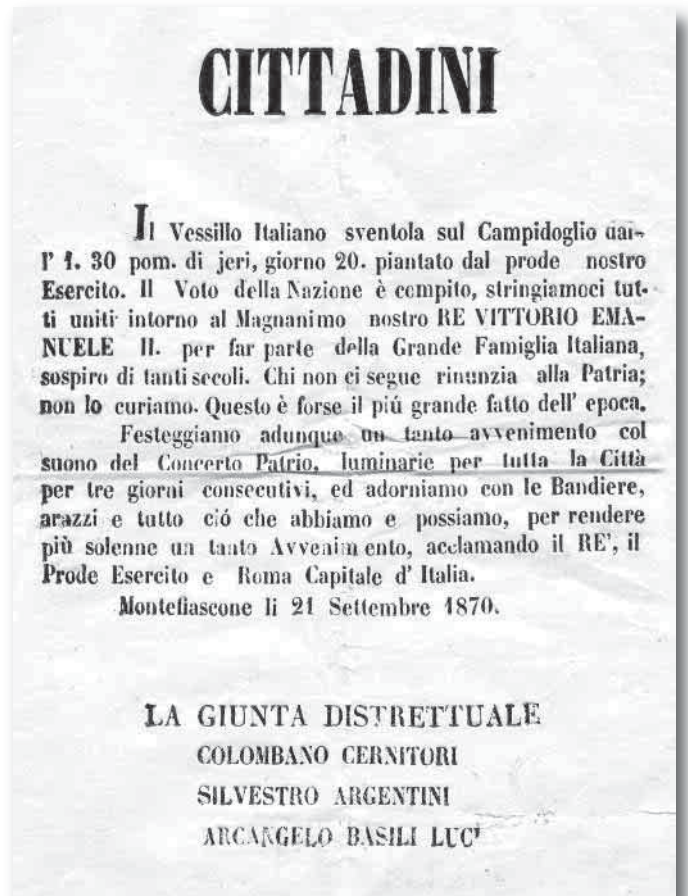 CITTADINI
Il Vessillo Italiano sventola sul Campidoglio dal-
l' 1. 30 pom. di jeri, giorno 20. piantato dal prode nostro
Esercito. Il Voto della Nazione è compito, stringiamoci tut-
ti uniti intorno al Magnanimo nostro RE VITTORIO EMA-
NUELE II. per far parte della Grande Famiglia Italiana,
sospiro di tanti secoli. Chi non ci segue rinunzia alla Patria;
non lo curiamo. Questo è forse il piú grande fatto dell' epoca.
Festeggiamo adunque un tanto avvenimento col
suono del Concerto Patrio, luminarie per tutta la Città
per tre giorni consecutivi, ed adorniamo con le Bandiere,
arazzi e tutto ció che abbiamo e possiamo, per rendere
più solenne un tanto Avvenimento, acclamando il RE', il
Prode Esercito e Roma Capitale d' Italia.
Montefiascone li 21 Settembre 1870.
LA GIUNTA DISTRETTUALE
COLOMBANO CERNITORI
SILVESTRO ARGENTINI
ARCANGELO BASILI LUCI